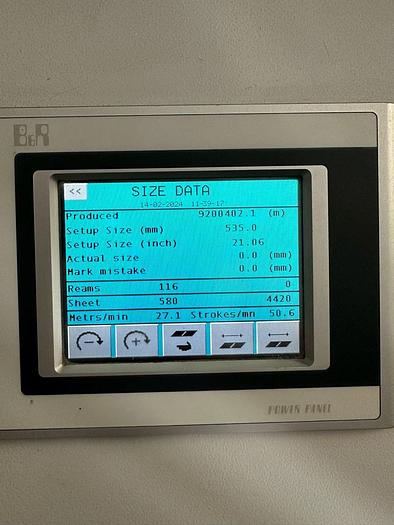 B&R
<< SIZE DATA
14-02-2024 11-39-17
Produced 9200402.1 (m)
Setup Size (mm) 535.0
Setup Size (inch) 21.06
Actual size 0.0 (mm)
Mark mistake 0.0 (mm)
Reams 116 0
Sheet 580 4420
Metrs/min 27.1 Strokes/mn 50.6
- +
POWER PANEL